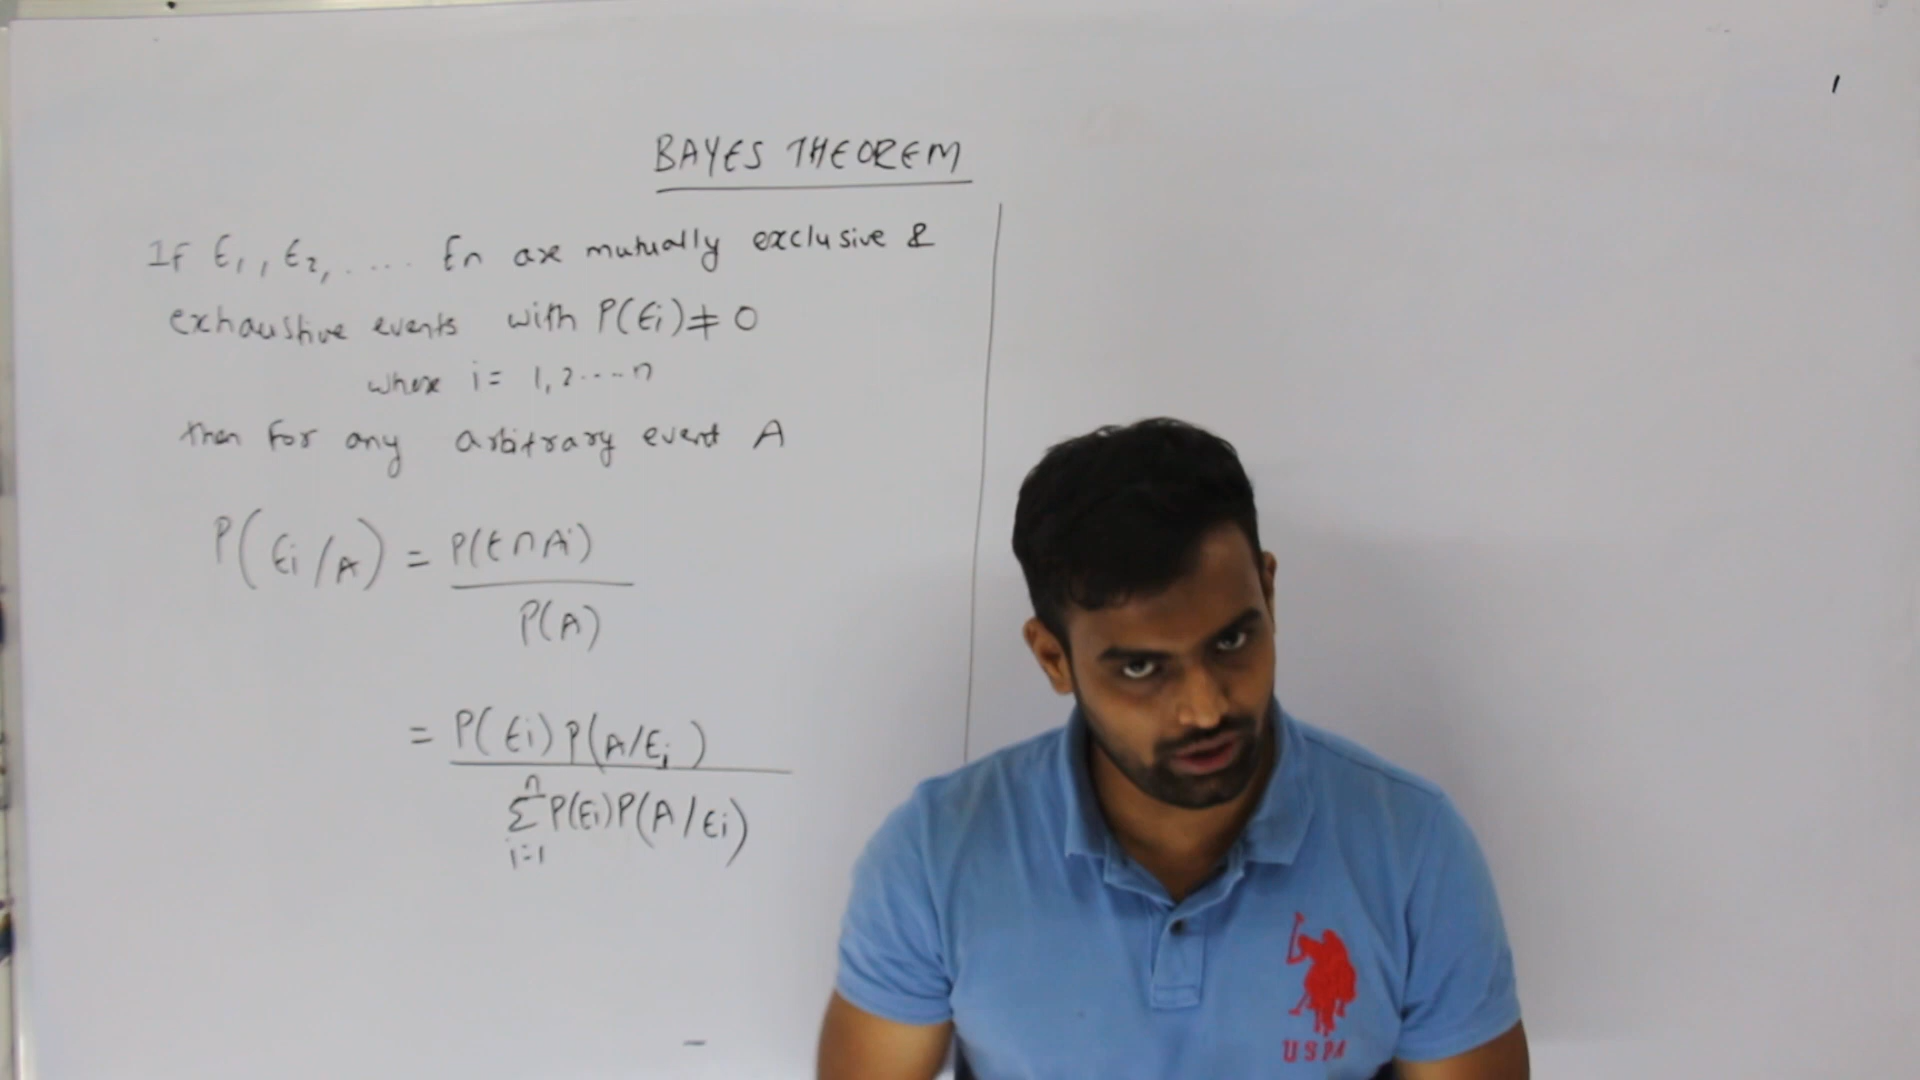 BAYES THEOREM
If E₁, E₂, .... En are mutually exclusive &
exhaustive events with P(Ei) ≠ 0
where i = 1, 2 .... n
then for any arbitrary event A
P(Ei/A) = P(E∩Ai)
P(A)
= P(Ei) P(A/Ei)
n
Σ P(Ei) P(A/Ei)
i=1
USPA